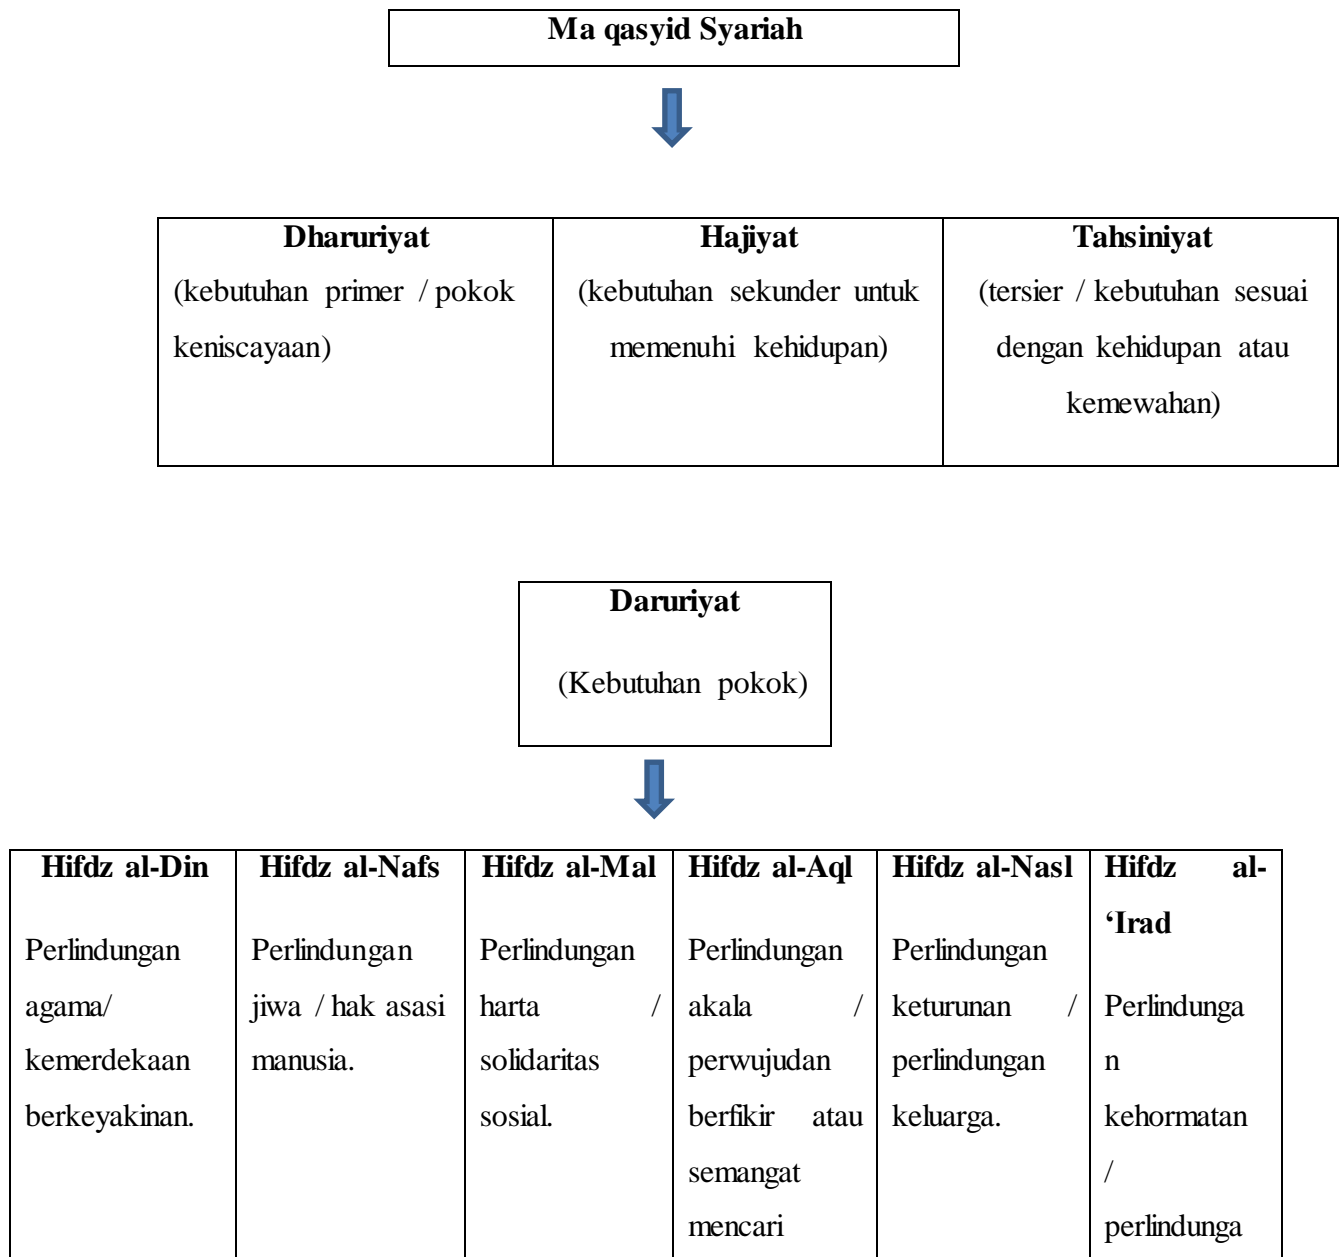 Ma qasyid Syariah
Dharuriyat
(kebutuhan primer / pokok
keniscayaan)
Hajiyat
(kebutuhan sekunder untuk
memenuhi kehidupan)
Tahsiniyat
(tersier / kebutuhan sesuai
dengan kehidupan atau
kemewahan)
Daruriyat
(Kebutuhan pokok)
Hifdz al-Din
Perlindungan
agama/
kemerdekaan
berkeyakinan.
Hifdz al-Nafs
Perlindungan
jiwa / hak asasi
manusia.
Hifdz al-Mal
Perlindungan
harta /
solidaritas
sosial.
Hifdz al-Aql
Perlindungan
akala /
perwujudan
berfikir atau
semangat
mencari
Hifdz al-Nasl
Perlindungan
keturunan /
perlindungan
keluarga.
Hifdz al-
‘Irad
Perlindunga
n
kehormatan
/
perlindunga